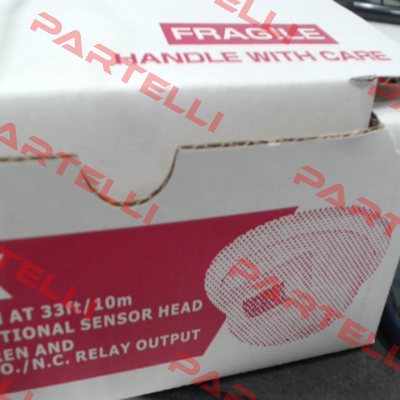 FRAGILE
HANDLE WITH CARE
AT 33ft/10m
TIONAL SENSOR HEAD
REN AND
O./N.C. RELAY OUTPUT
PARTELLI
PARTELLI
PARTELLI
PARTELLI
PARTELLI